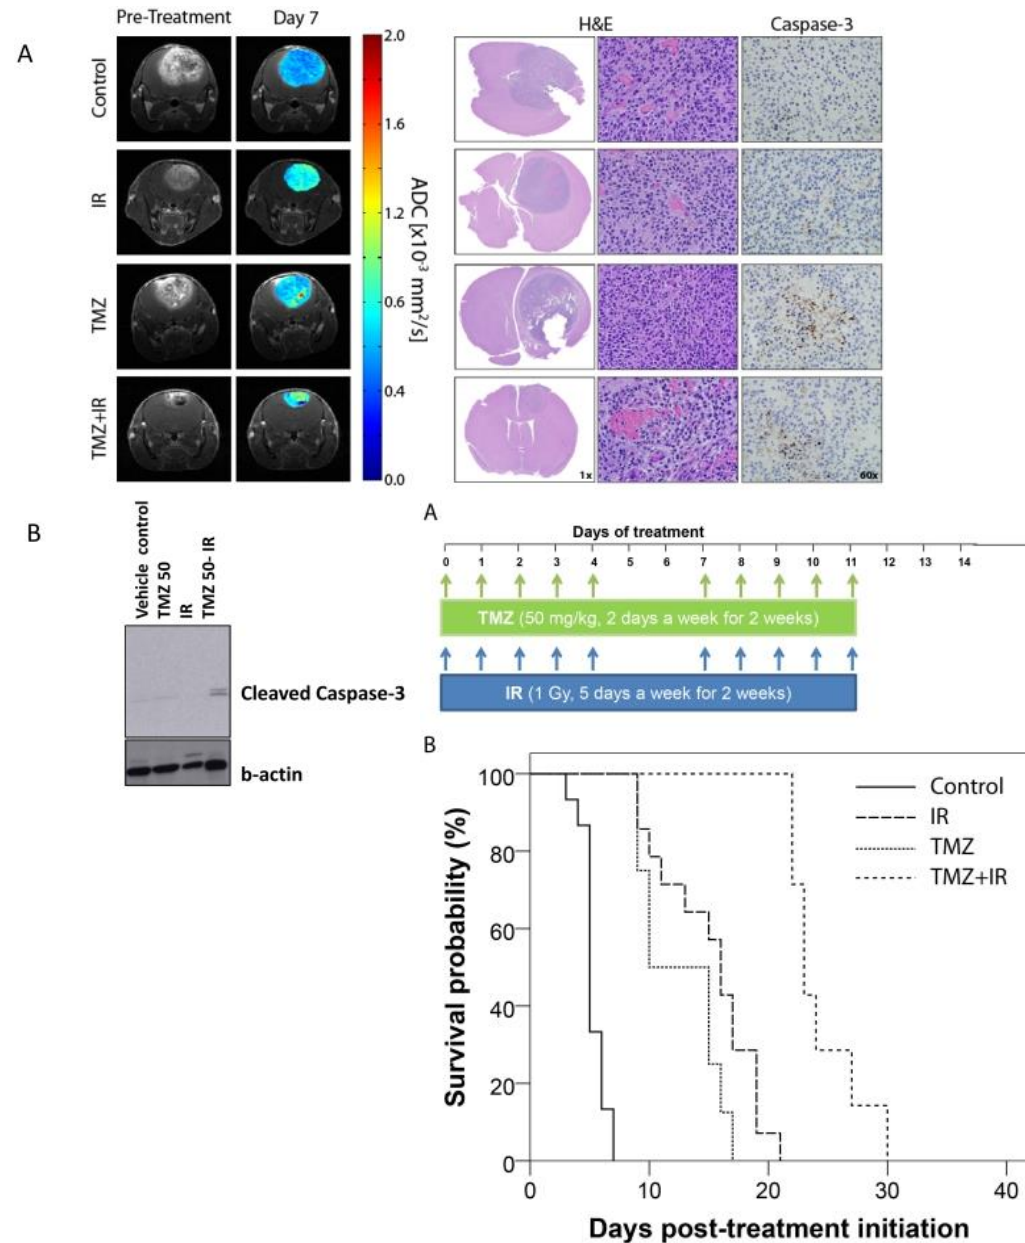 A
Pre-Treatment Day 7
Control
IR
TMZ
TMZ+IR
2.0
1.6
1.2
0.6
0.4
0.0
ADC [x10⁻³ mm²/s]
H&E Caspase-3
1x
60x
B
Vehicle control
TMZ 50
IR
TMZ 50- IR
Cleaved Caspase-3
b-actin
A
Days of treatment
0 1 2 3 4 5 6 7 8 9 10 11 12 13 14
TMZ (50 mg/kg, 2 days a week for 2 weeks)
IR (1 Gy, 5 days a week for 2 weeks)
B
Survival probability (%)
100
80
60
40
20
0
Control
IR
TMZ
TMZ+IR
0 10 20 30 40
Days post-treatment initiation